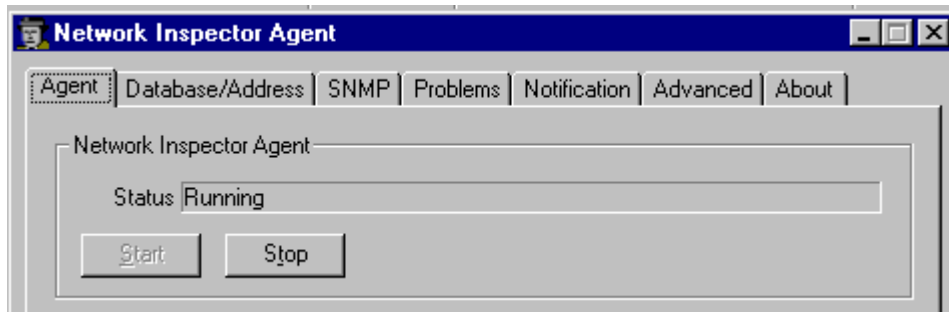 Network Inspector Agent
Agent Database/Address SNMP Problems Notification Advanced About
Network Inspector Agent
Status Running
Start Stop